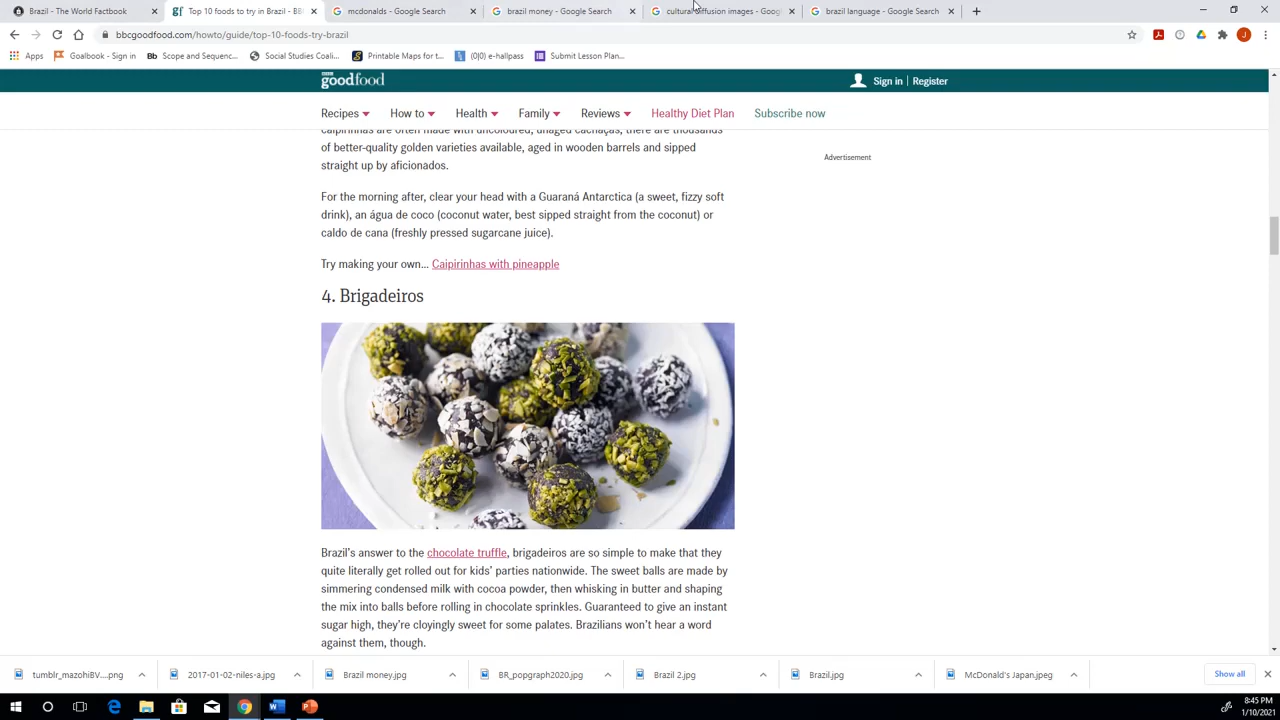 Brazil - The World Factbook
Top 10 foods to try in Brazil - BB
mcdonalds - Google Search
brazil money - Google Search
cultural diffusion images - Goog
brazil language - Google Search
bbcgoodfood.com/howto/guide/top-10-foods-try-brazil
Apps
Goalbook - Sign in
Bb Scope and Sequenc...
Social Studies Coali...
Printable Maps for t...
(0|0) e-hallpass
Submit Lesson Plan...
BBC
goodfood
Sign in | Register
Recipes
How to
Health
Family
Reviews
Healthy Diet Plan
Subscribe now
Caipirinhas are often made with uncoloured, unaged cachaças, there are thousands
of better-quality golden varieties available, aged in wooden barrels and sipped
straight up by aficionados.
Advertisement
For the morning after, clear your head with a Guaraná Antarctica (a sweet, fizzy soft
drink), an água de coco (coconut water, best sipped straight from the coconut) or
caldo de cana (freshly pressed sugarcane juice).
Try making your own... Caipirinhas with pineapple
4. Brigadeiros
Brazil's answer to the chocolate truffle, brigadeiros are so simple to make that they
quite literally get rolled out for kids' parties nationwide. The sweet balls are made by
simmering condensed milk with cocoa powder, then whisking in butter and shaping
the mix into balls before rolling in chocolate sprinkles. Guaranteed to give an instant
sugar high, they're cloyingly sweet for some palates. Brazilians won't hear a word
against them, though.
tumblr_mazohiBV....png
2017-01-02-niles-a.jpg
Brazil money.jpg
BR_popgraph2020.jpg
Brazil 2.jpg
Brazil.jpg
McDonald's Japan.jpeg
Show all
8:45 PM
1/10/2021